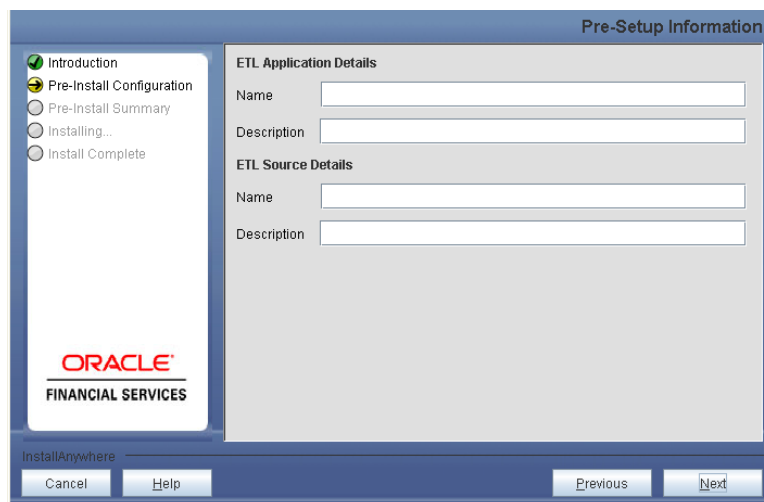 Pre-Setup Information
Introduction
Pre-Install Configuration
Pre-Install Summary
Installing...
Install Complete
ORACLE
FINANCIAL SERVICES
ETL Application Details
Name
Description
ETL Source Details
Name
Description
InstallAnywhere
Cancel
Help
Previous
Next